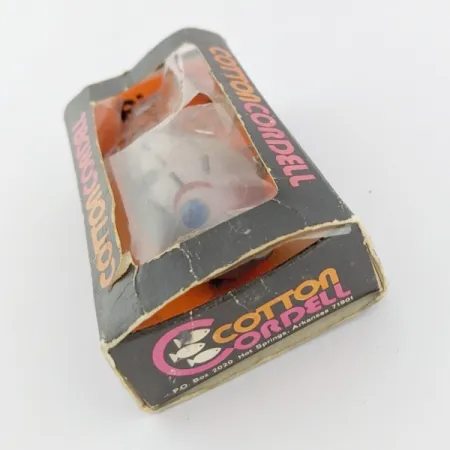 COTTON CORDELL
COTTON CORDELL
COTTON
CORDELL
P.O. Box 2020 Hot Springs, Arkansas 71901